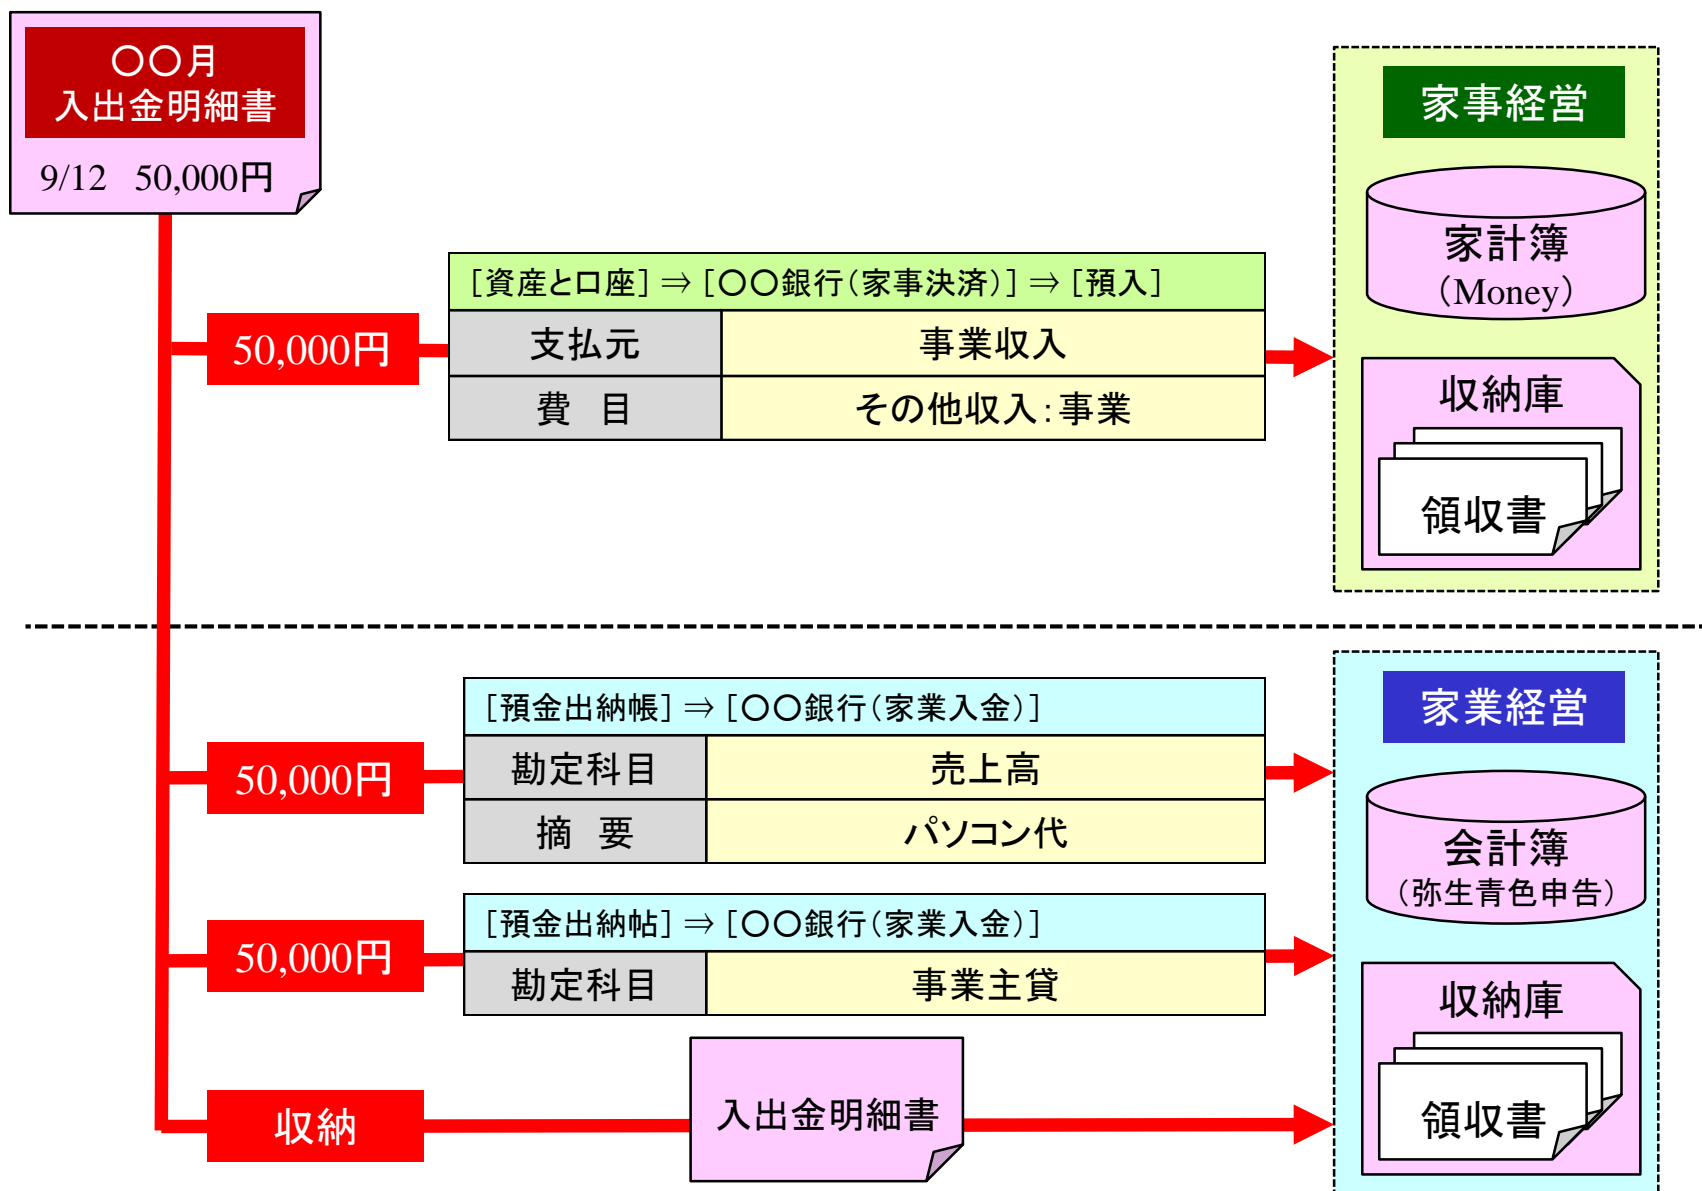 〇〇月
入出金明細書
9/12 50,000円
50,000円
[資産と口座]⇒[〇〇銀行(家事決済)]⇒[預入]
支払元 事業収入
費 目 その他収入:事業
家事経営
家計簿
(Money)
収納庫
領収書
50,000円
[預金出納帳]⇒[〇〇銀行(家業入金)]
勘定科目 売上高
摘 要 パソコン代
50,000円
[預金出納帖]⇒[〇〇銀行(家業入金)]
勘定科目 事業主貸
収納
入出金明細書
家業経営
会計簿
(弥生青色申告)
収納庫
領収書